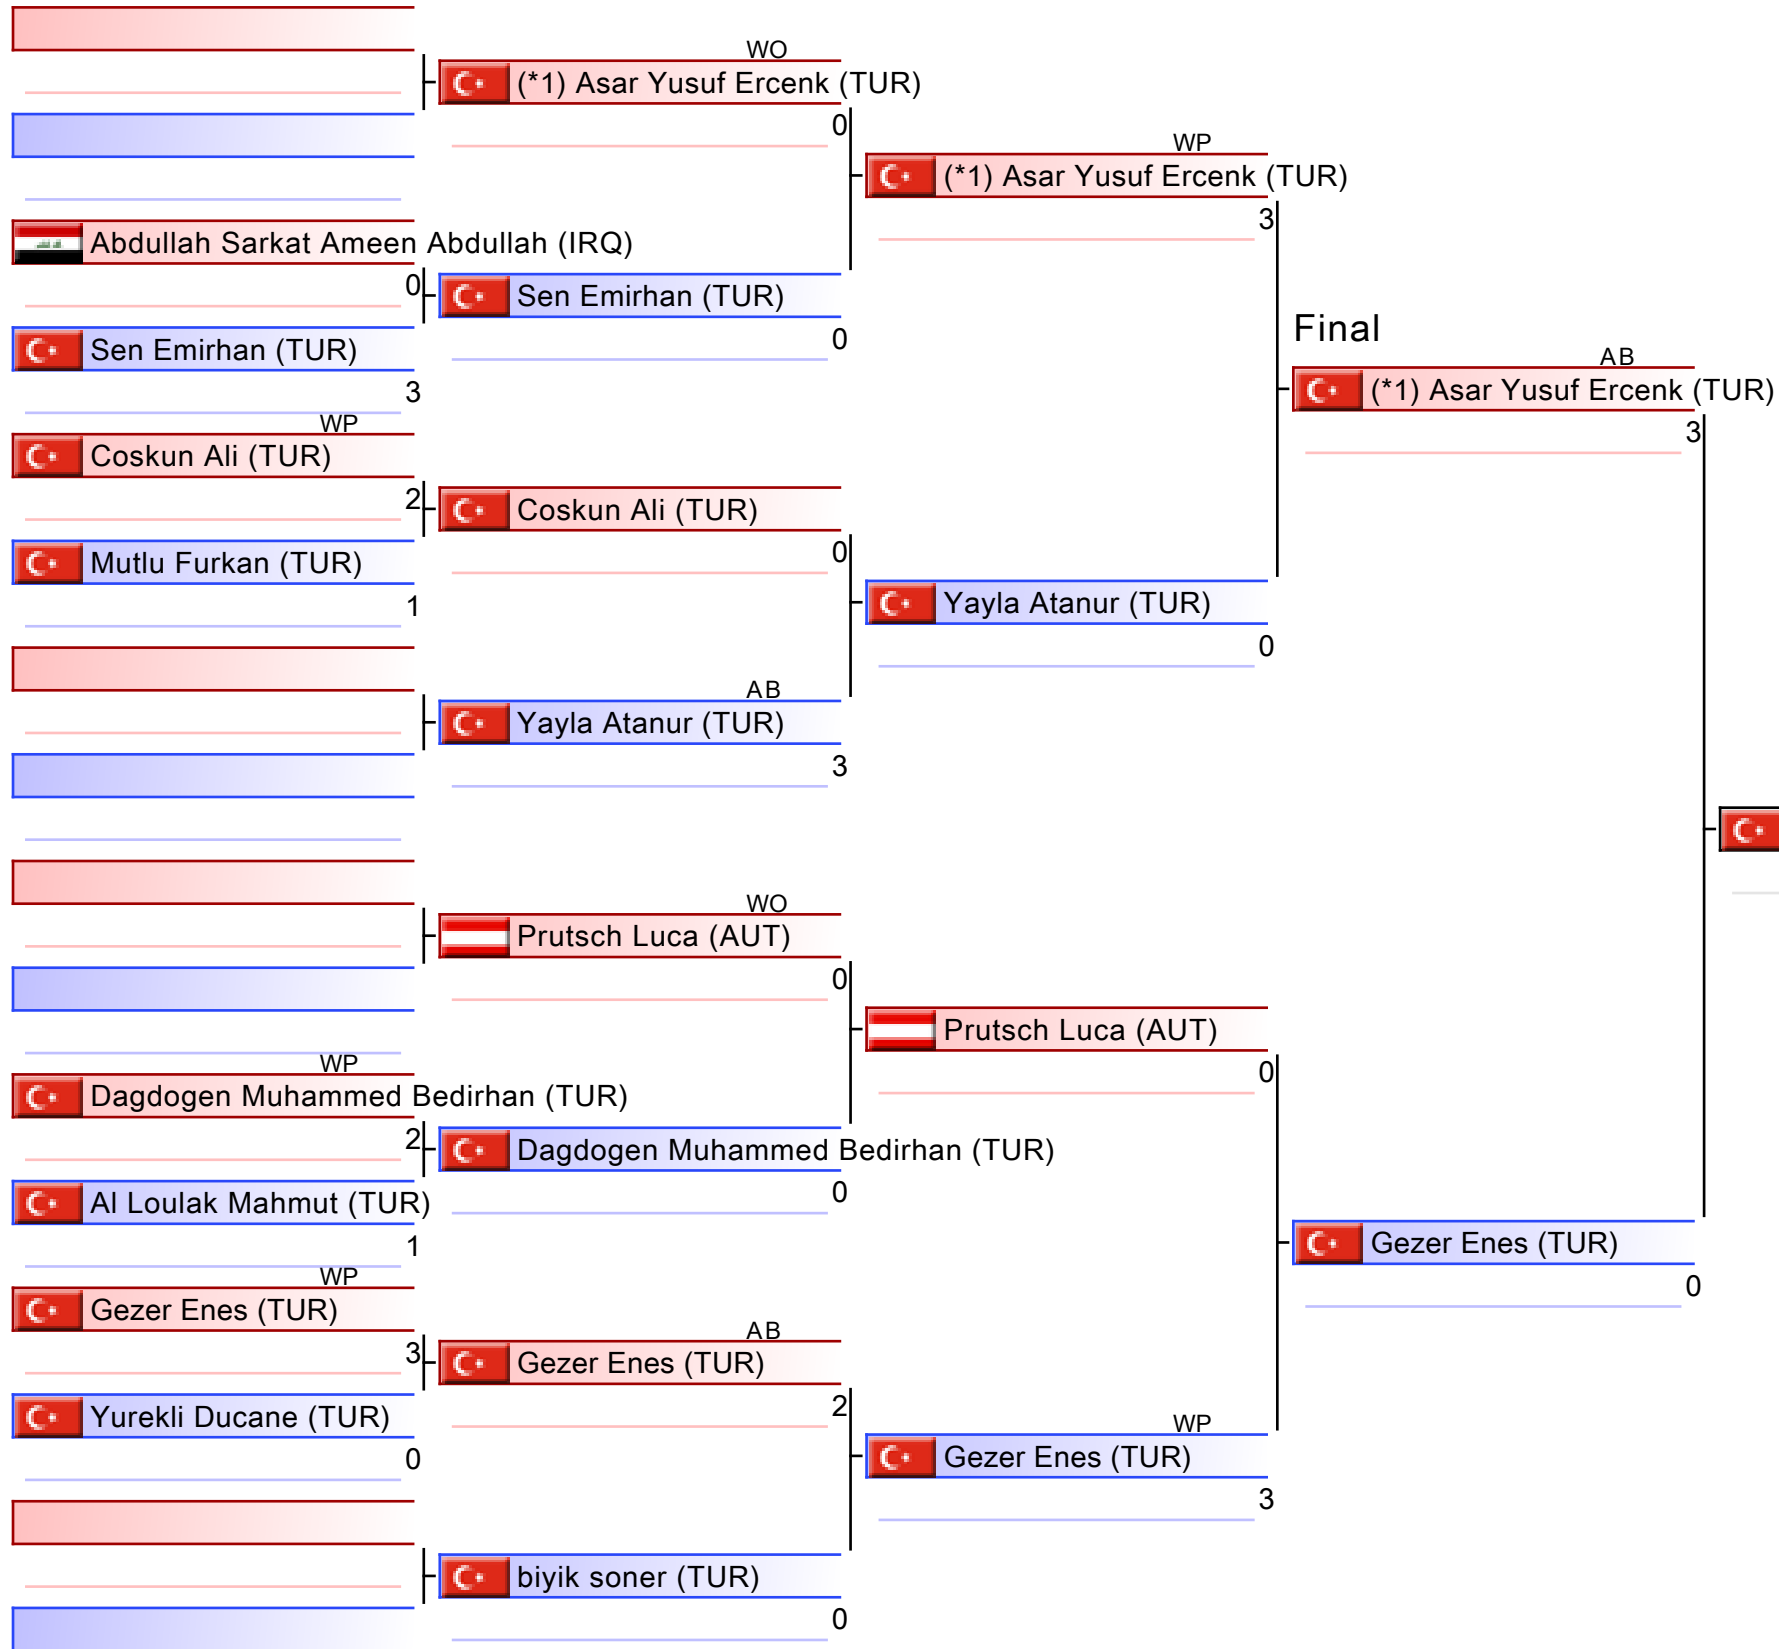 WO
(*1) Asar Yusuf Ercenk (TUR)
0
WP
(*1) Asar Yusuf Ercenk (TUR)
3
Abdullah Sarkat Ameen Abdullah (IRQ)
0
Sen Emirhan (TUR)
0
Sen Emirhan (TUR)
3
Final
AB
(*1) Asar Yusuf Ercenk (TUR)
3
WP
Coskun Ali (TUR)
2
Coskun Ali (TUR)
0
Mutlu Furkan (TUR)
1
Yayla Atanur (TUR)
0
AB
Yayla Atanur (TUR)
3
WO
Prutsch Luca (AUT)
0
Prutsch Luca (AUT)
0
WP
Dagdogen Muhammed Bedirhan (TUR)
2
Dagdogen Muhammed Bedirhan (TUR)
0
Al Loulak Mahmut (TUR)
1
Gezer Enes (TUR)
0
WP
Gezer Enes (TUR)
3
AB
Gezer Enes (TUR)
2
Yurekli Ducane (TUR)
0
WP
Gezer Enes (TUR)
3
biyik soner (TUR)
0